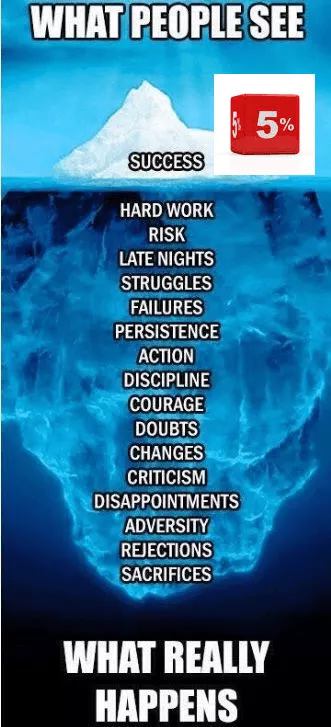 WHAT PEOPLE SEE
5% 5%
SUCCESS
HARD WORK
RISK
LATE NIGHTS
STRUGGLES
FAILURES
PERSISTENCE
ACTION
DISCIPLINE
COURAGE
DOUBTS
CHANGES
CRITICISM
DISAPPOINTMENTS
ADVERSITY
REJECTIONS
SACRIFICES
WHAT REALLY
HAPPENS